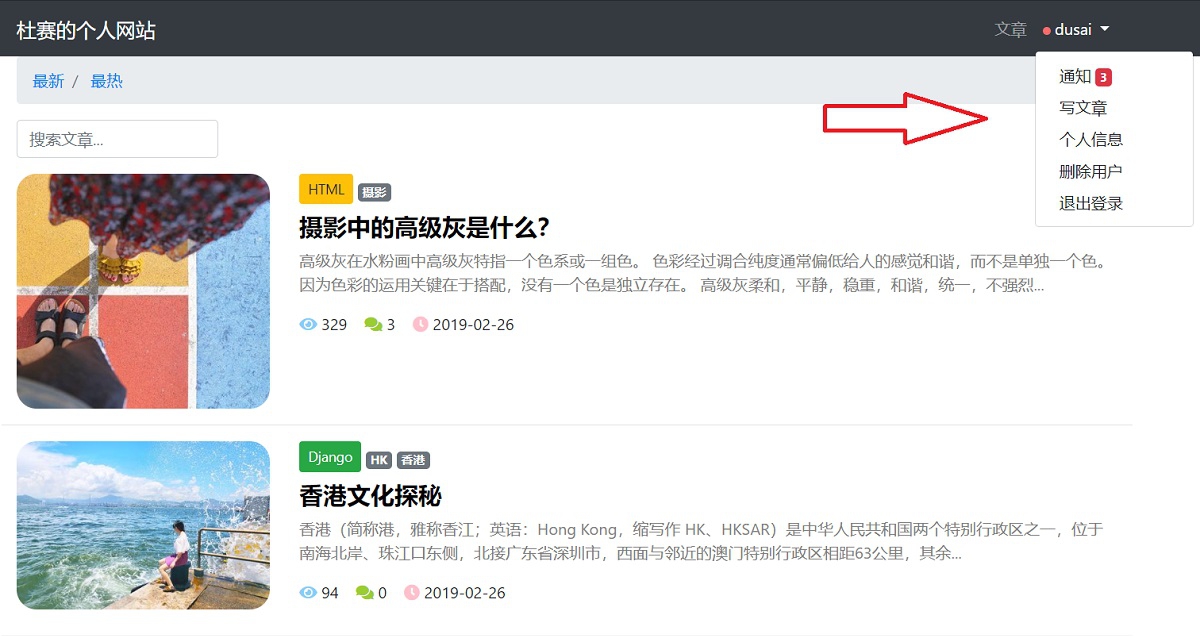 杜赛的个人网站
文章
dusai
通知 3
写文章
个人信息
删除用户
退出登录
最新 / 最热
搜索文章...
HTML 摄影
摄影中的高级灰是什么？
高级灰在水粉画中高级灰特指一个色系或一组色。 色彩经过调合纯度通常偏低给人的感觉和谐，而不是单独一个色。
因为色彩的运用关键在于搭配，没有一个色是独立存在。 高级灰柔和，平静，稳重，和谐，统一，不强烈...
329 3 2019-02-26
Django HK 香港
香港文化探秘
香港（简称港，雅称香江；英语：Hong Kong，缩写作 HK、HKSAR）是中华人民共和国两个特别行政区之一，位于
南海北岸、珠江口东侧，北接广东省深圳市，西面与邻近的澳门特别行政区相距63公里，其余...
94 0 2019-02-26